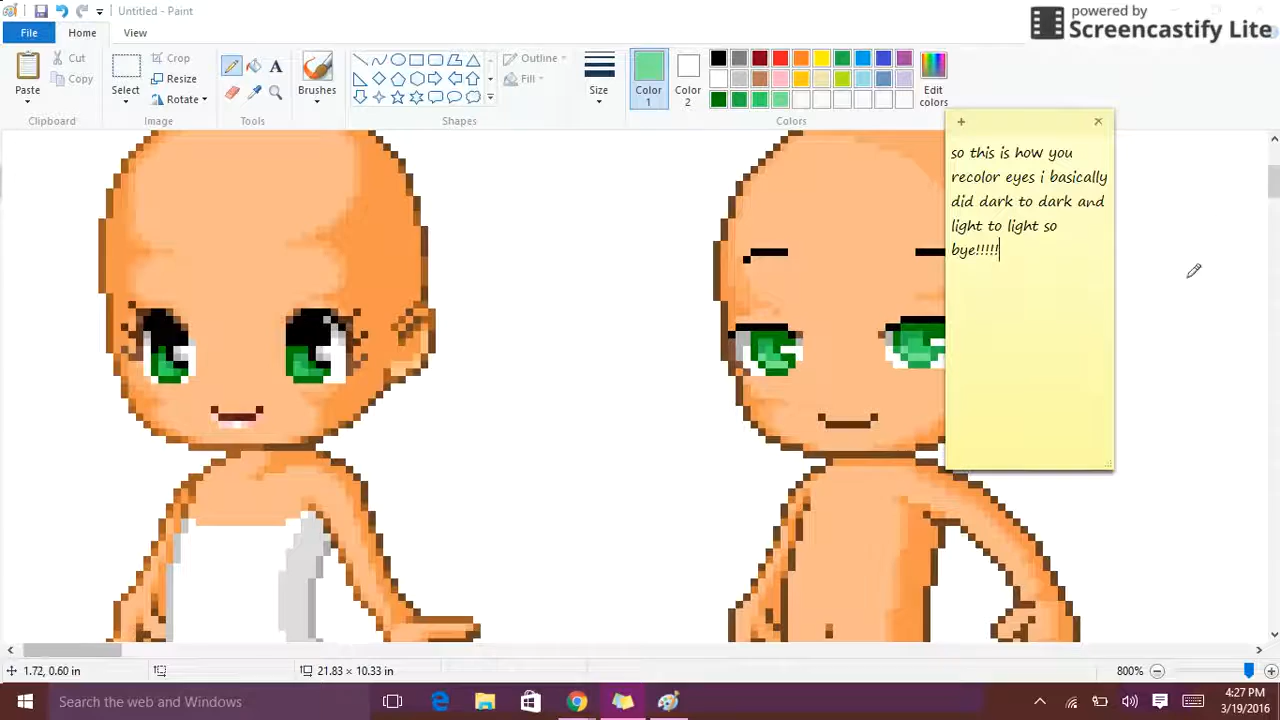 Untitled - Paint
powered by
Screencastify Lite
File Home View
Paste
Cut
Copy
Clipboard
Select
Crop
Resize
Rotate
Image
A
Tools
Brushes
Outline
Fill
Shapes
Size
Color 1
Color 2
Edit colors
Colors
so this is how you
recolor eyes i basically
did dark to dark and
light to light so
bye!!!!!
1.72, 0.60 in
21.83 × 10.33 in
800%
Search the web and Windows
4:27 PM
3/19/2016